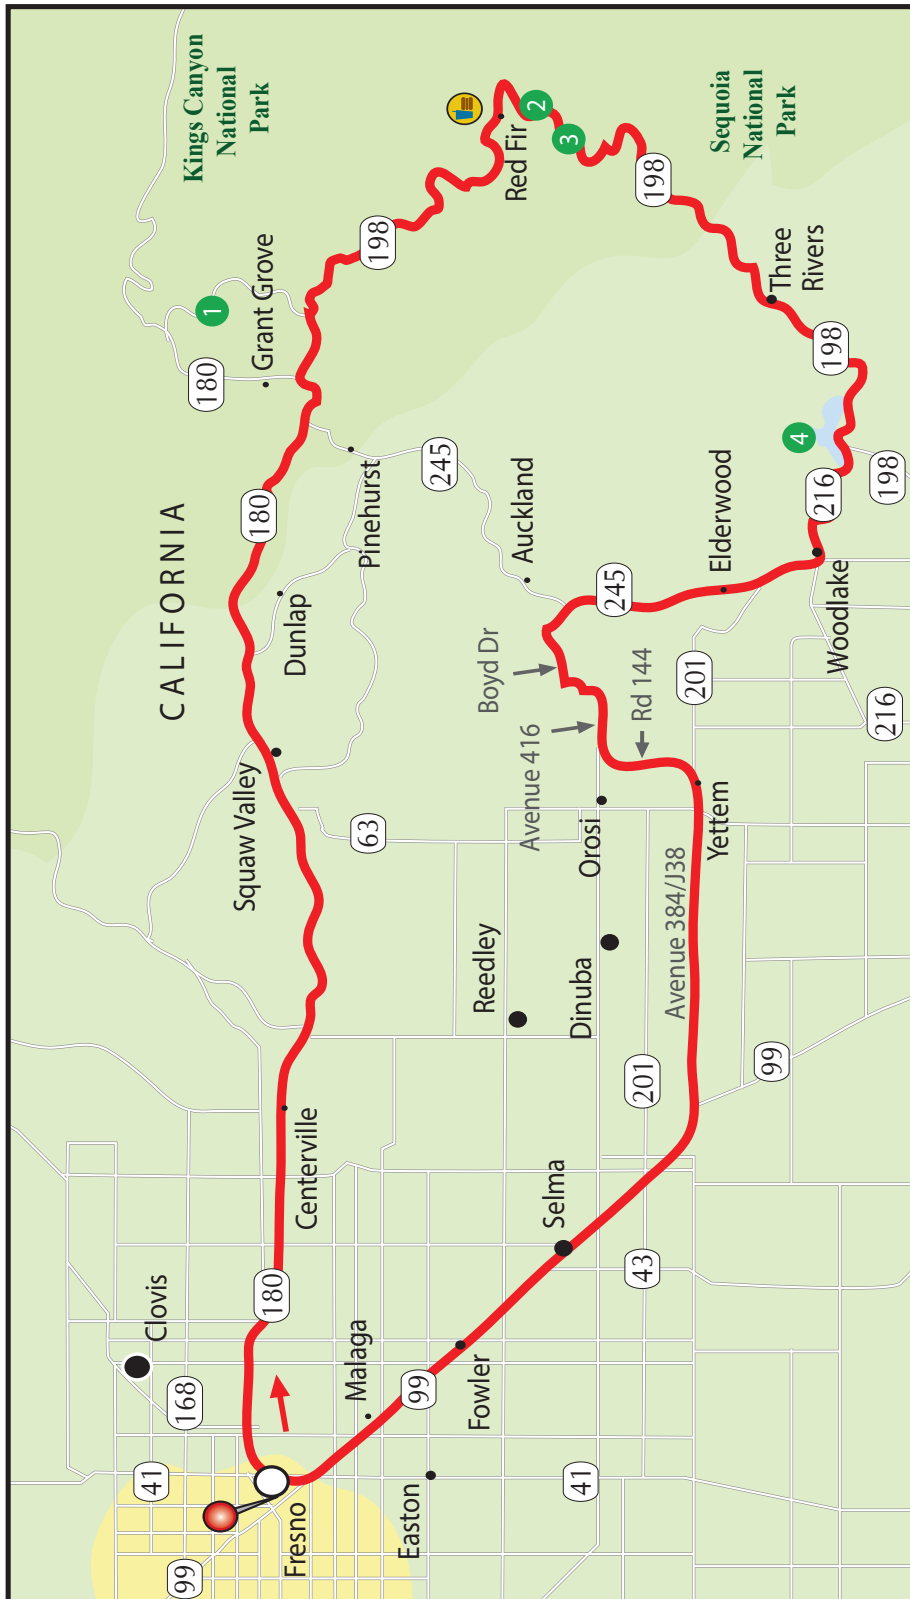 Kings Canyon
National
Park
Sequoia
National
Park
CALIFORNIA
Grant Grove
Red Fir
Three
Rivers
Pinehurst
Auckland
Elderwood
Woodlake
Dunlap
Squaw Valley
Boyd Dr
Avenue 416
Rd 144
Orosi
Yettem
Avenue 384/J38
Reedley
Dinuba
Centerville
Selma
Clovis
Malaga
Fowler
Fresno
Easton
1
2
3
4
180
198
198
198
198
180
245
216
245
201
216
63
201
99
180
43
168
99
41
41
99